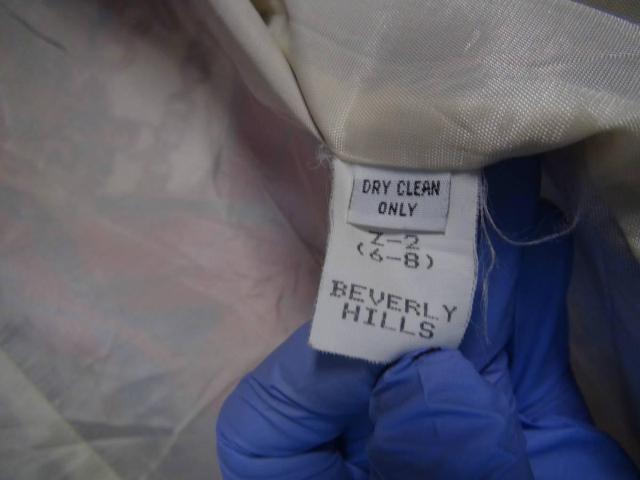 DRY CLEAN
ONLY
Z-2
(6-8)
BEVERLY
HILLS